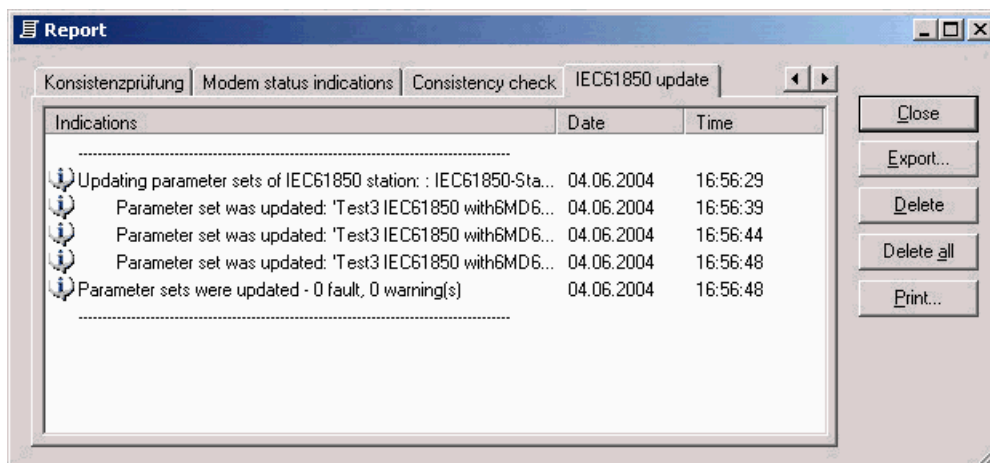 Report
Konsistenzprüfung Modem status indications Consistency check IEC61850 update
Indications Date Time
Updating parameter sets of IEC61850 station: : IEC61850-Sta... 04.06.2004 16:56:29
Parameter set was updated: 'Test3 IEC61850 with6MD6... 04.06.2004 16:56:39
Parameter set was updated: 'Test3 IEC61850 with6MD6... 04.06.2004 16:56:44
Parameter set was updated: 'Test3 IEC61850 with6MD6... 04.06.2004 16:56:48
Parameter sets were updated - 0 fault, 0 warning(s) 04.06.2004 16:56:48
Close
Export...
Delete
Delete all
Print...